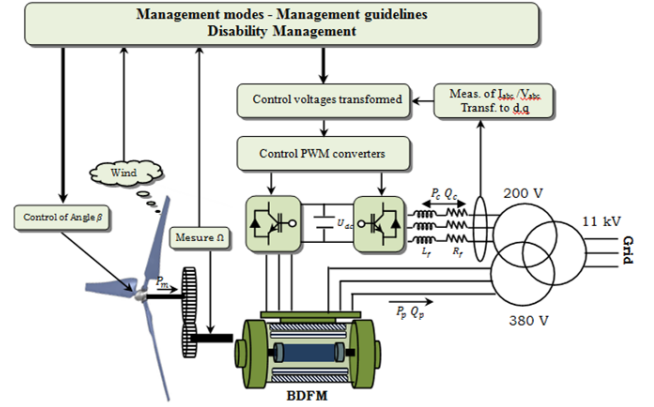 Management modes - Management guidelines
Disability Management
Control voltages transformed
Meas. of Iabc /Vabc
Transf. to d.q
Control PWM converters
Wind
Control of Angle β
Mesure Ω
Pm
Udc
Pc Qc
Lf
Rf
200 V
11 kV
Grid
380 V
Pp Qp
BDFM